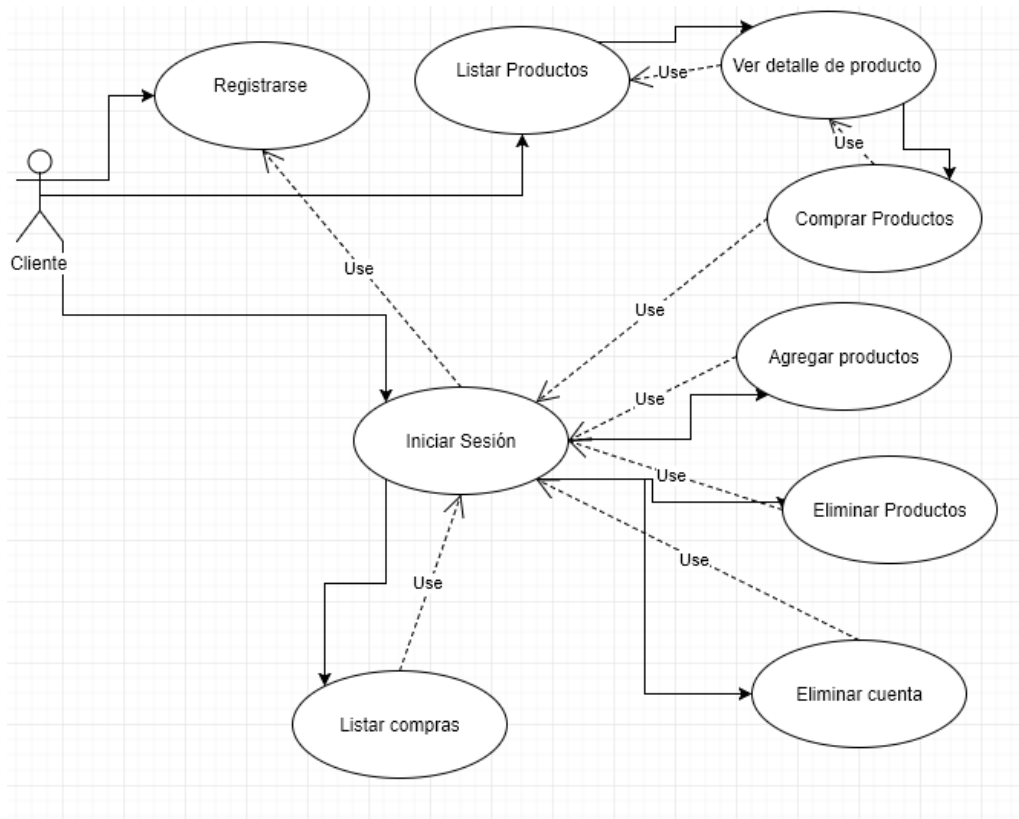 Registrarse
Listar Productos
Use
Ver detalle de producto
Use
Comprar Productos
Cliente
Use
Use
Agregar productos
Use
Iniciar Sesión
Use
Eliminar Productos
Use
Use
Eliminar cuenta
Listar compras